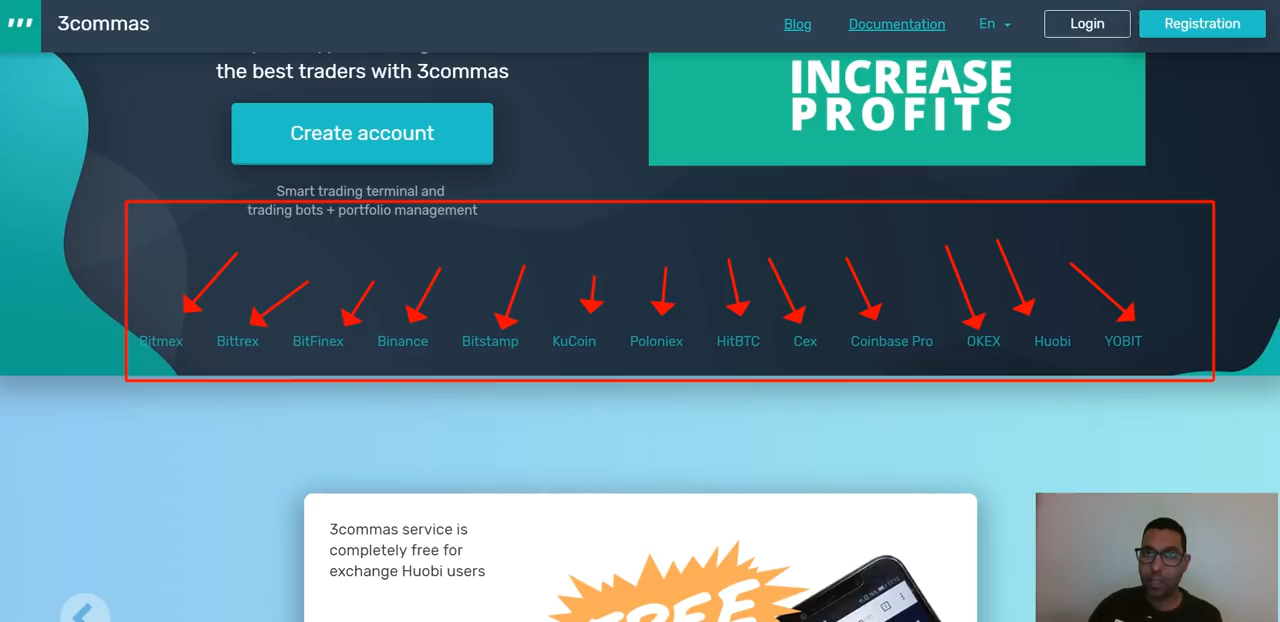 3commas
Blog
Documentation
En
Login
Registration
the best traders with 3commas
INCREASE
PROFITS
Create account
Smart trading terminal and
trading bots + portfolio management
Bitmex Bittrex BitFinex Binance Bitstamp KuCoin Poloniex HitBTC Cex Coinbase Pro OKEX Huobi YOBIT
3commas service is
completely free for
exchange Huobi users
FREE